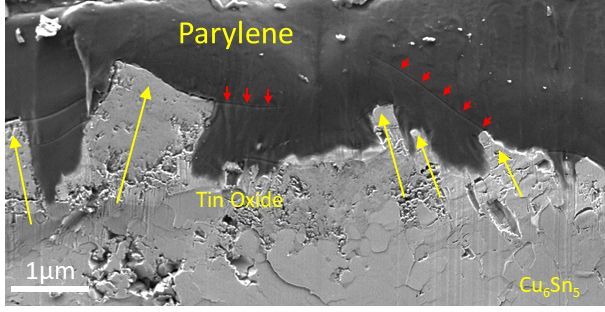 Parylene
Tin Oxide
1μm
Cu₆Sn₅